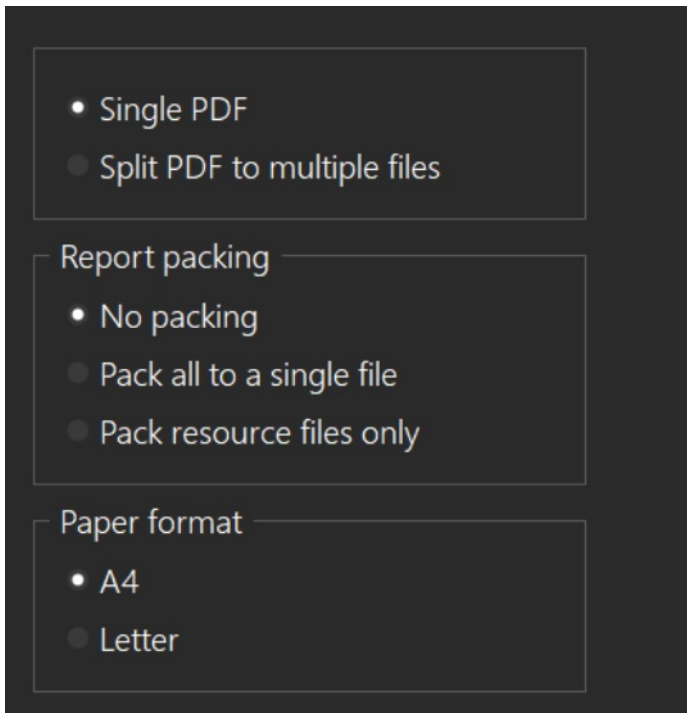 Single PDF
Split PDF to multiple files
Report packing
No packing
Pack all to a single file
Pack resource files only
Paper format
A4
Letter